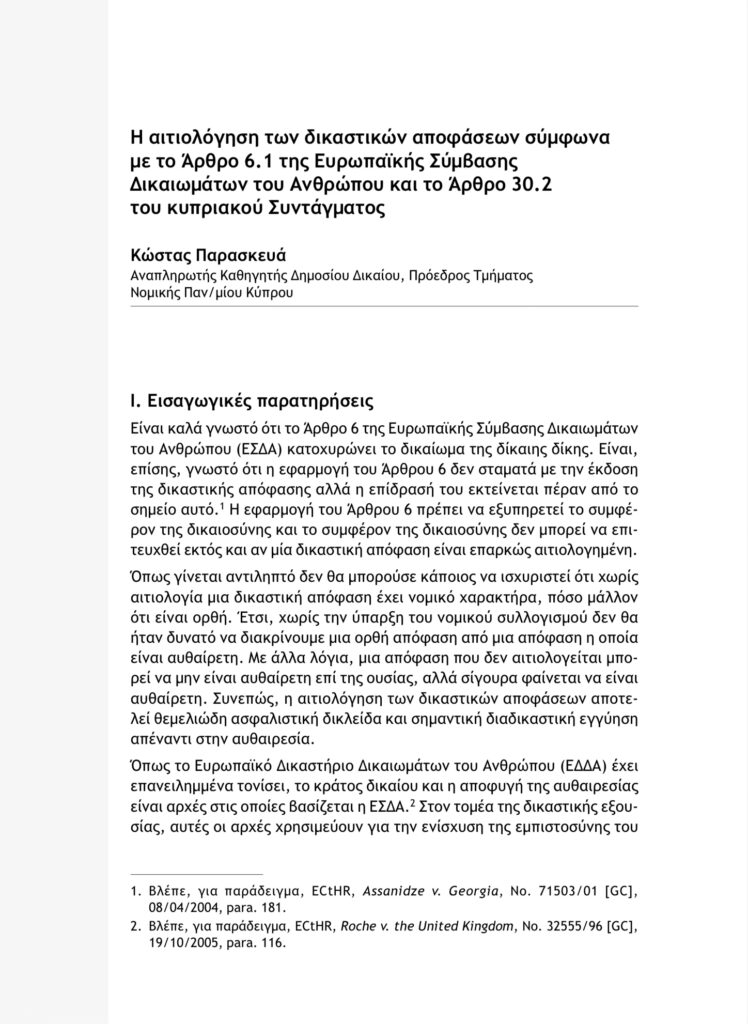 Η αιτιολόγηση των δικαστικών αποφάσεων σύμφωνα
με το Άρθρο 6.1 της Ευρωπαϊκής Σύμβασης
Δικαιωμάτων του Ανθρώπου και το Άρθρο 30.2
του κυπριακού Συντάγματος
Κώστας Παρασκευά
Αναπληρωτής Καθηγητής Δημοσίου Δικαίου, Πρόεδρος Τμήματος
Νομικής Παν/μίου Κύπρου
Ι. Εισαγωγικές παρατηρήσεις
Είναι καλά γνωστό ότι το Άρθρο 6 της Ευρωπαϊκής Σύμβασης Δικαιωμάτων
του Ανθρώπου (ΕΣΔΑ) κατοχυρώνει το δικαίωμα της δίκαιης δίκης. Είναι,
επίσης, γνωστό ότι η εφαρμογή του Άρθρου 6 δεν σταματά με την έκδοση
της δικαστικής απόφασης αλλά η επίδρασή του εκτείνεται πέραν από το
σημείο αυτό.1 Η εφαρμογή του Άρθρου 6 πρέπει να εξυπηρετεί το συμφέ-
ρον της δικαιοσύνης και το συμφέρον της δικαιοσύνης δεν μπορεί να επι-
τευχθεί εκτός και αν μία δικαστική απόφαση είναι επαρκώς αιτιολογημένη.
Όπως γίνεται αντιληπτό δεν θα μπορούσε κάποιος να ισχυριστεί ότι χωρίς
αιτιολογία μια δικαστική απόφαση έχει νομικό χαρακτήρα, πόσο μάλλον
ότι είναι ορθή. Έτσι, χωρίς την ύπαρξη του νομικού συλλογισμού δεν θα
ήταν δυνατό να διακρίνουμε μια ορθή απόφαση από μια απόφαση η οποία
είναι αυθαίρετη. Με άλλα λόγια, μια απόφαση που δεν αιτιολογείται μπο-
ρεί να μην είναι αυθαίρετη επί της ουσίας, αλλά σίγουρα φαίνεται να είναι
αυθαίρετη. Συνεπώς, η αιτιολόγηση των δικαστικών αποφάσεων αποτε-
λεί θεμελιώδη ασφαλιστική δικλείδα και σημαντική διαδικαστική εγγύηση
απέναντι στην αυθαιρεσία.
Όπως το Ευρωπαϊκό Δικαστήριο Δικαιωμάτων του Ανθρώπου (ΕΔΔΑ) έχει
επανειλημμένα τονίσει, το κράτος δικαίου και η αποφυγή της αυθαιρεσίας
είναι αρχές στις οποίες βασίζεται η ΕΣΔΑ.2 Στον τομέα της δικαστικής εξου-
σίας, αυτές οι αρχές χρησιμεύουν για την ενίσχυση της εμπιστοσύνης του
1. Βλέπε, για παράδειγμα, ECtHR, Assanidze v. Georgia, No. 71503/01 [GC],
08/04/2004, para. 181.
2. Βλέπε, για παράδειγμα, ECtHR, Roche v. the United Kingdom, No. 32555/96 [GC],
19/10/2005, para. 116.